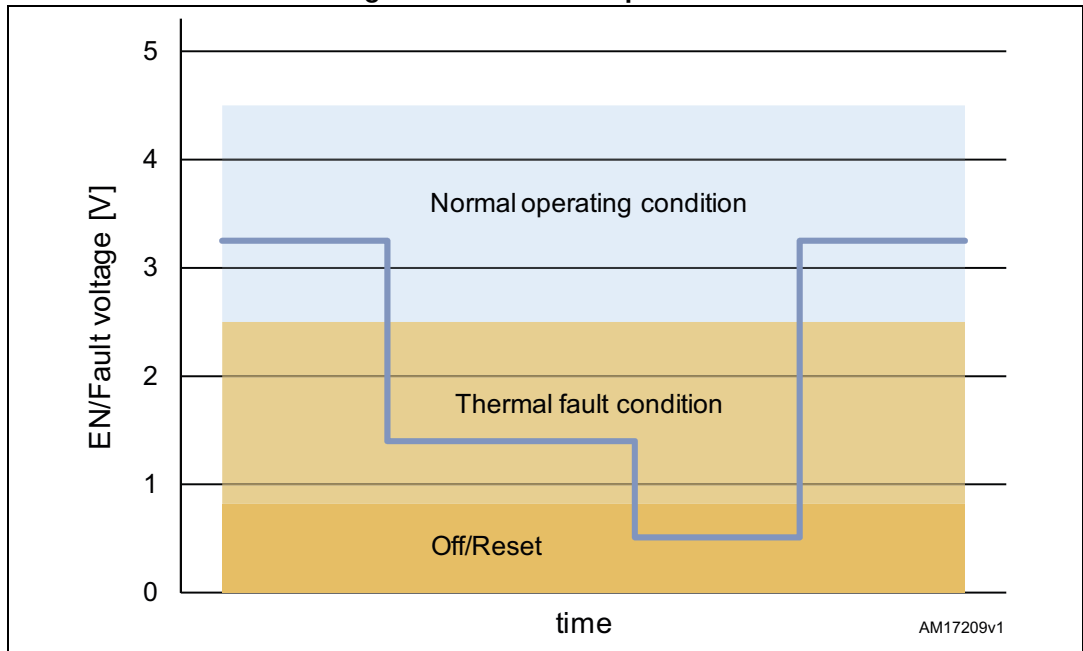 5
4
3
2
1
0
EN/Fault voltage [V]
Normal operating condition
Thermal fault condition
Off/Reset
time
AM17209v1